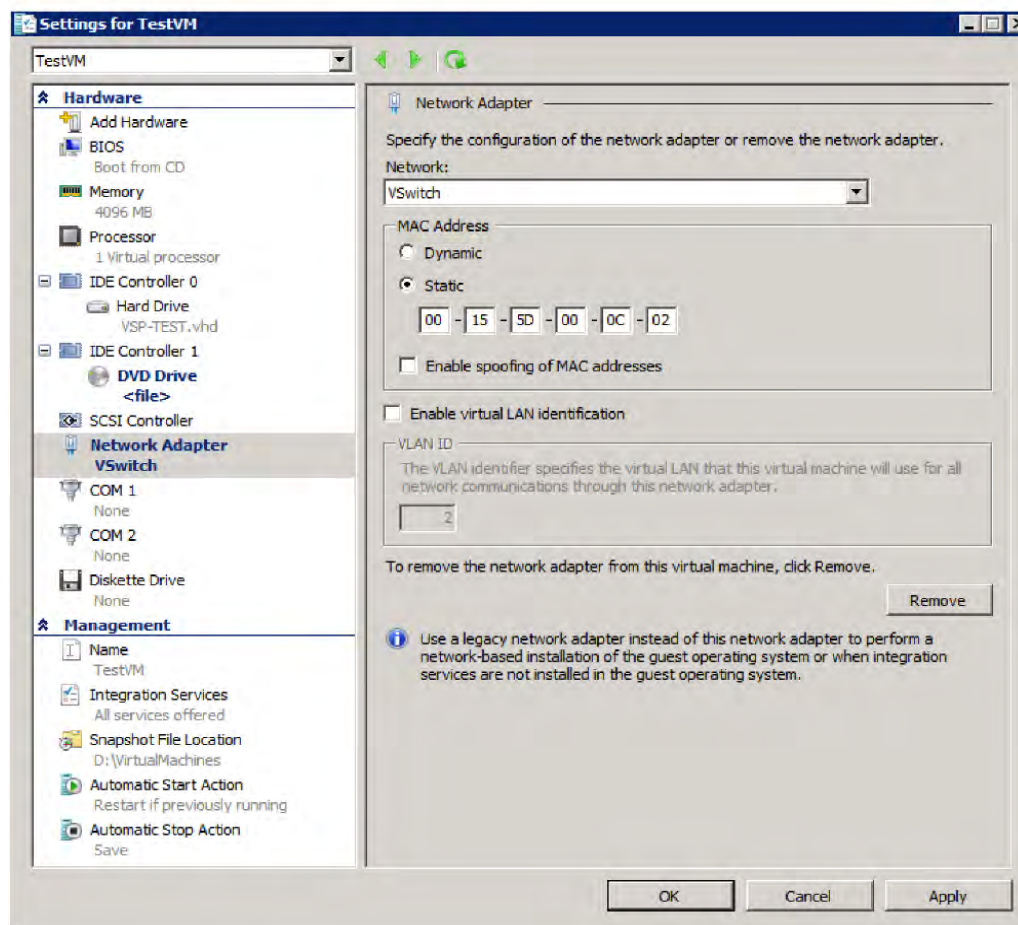 Settings for TestVM
TestVM
Hardware
Add Hardware
BIOS
Boot from CD
Memory
4096 MB
Processor
1 Virtual processor
IDE Controller 0
Hard Drive
VSP-TEST.vhd
IDE Controller 1
DVD Drive
<file>
SCSI Controller
Network Adapter
VSwitch
COM 1
None
COM 2
None
Diskette Drive
None
Management
Name
TestVM
Integration Services
All services offered
Snapshot File Location
D:\VirtualMachines
Automatic Start Action
Restart if previously running
Automatic Stop Action
Save
Network Adapter
Specify the configuration of the network adapter or remove the network adapter.
Network:
VSwitch
MAC Address
Dynamic
Static
00 - 15 - 5D - 00 - 0C - 02
Enable spoofing of MAC addresses
Enable virtual LAN identification
VLAN ID
The VLAN identifier specifies the virtual LAN that this virtual machine will use for all
network communications through this network adapter.
2
To remove the network adapter from this virtual machine, click Remove.
Remove
Use a legacy network adapter instead of this network adapter to perform a
network-based installation of the guest operating system or when integration
services are not installed in the guest operating system.
OK Cancel Apply